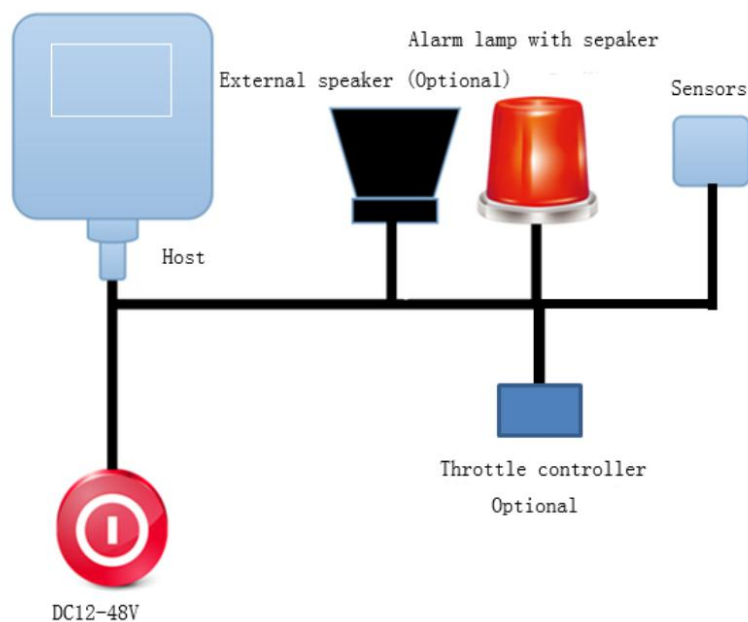 Alarm lamp with sepaker
External speaker (Optional)
Sensors
Host
Throttle controller
Optional
DC12-48V